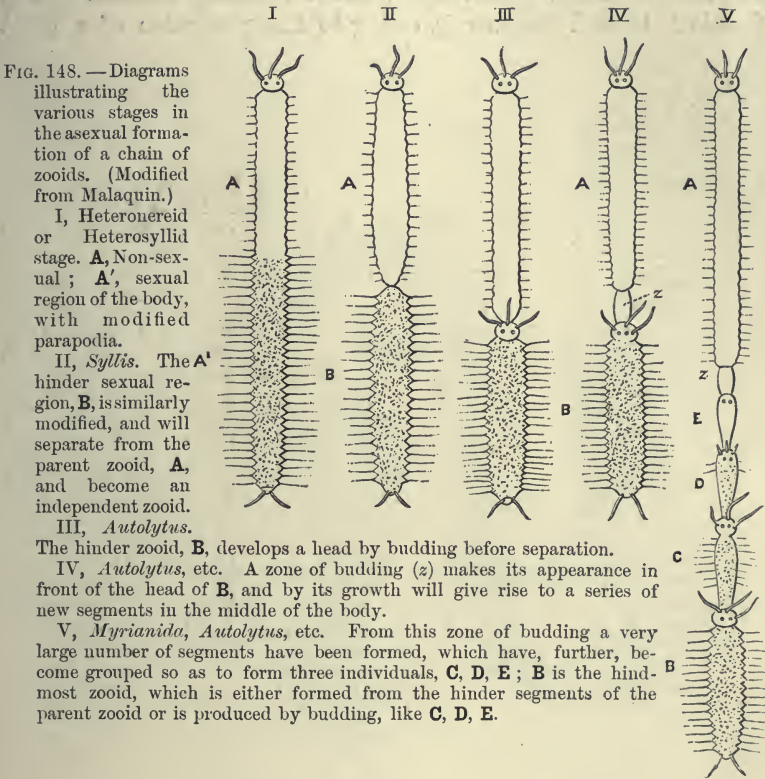 I II III IV V
FIG. 148.—Diagrams
illustrating the
various stages in
the asexual forma-
tion of a chain of
zooids. (Modified
from Malaquin.)
I, Heteronereid
or Heterosyllid
stage. A, Non-sex-
ual ; A′, sexual
region of the body,
with modified
parapodia.
II, Syllis. The
hinder sexual re-
gion, B, is similarly
modified, and will
separate from the
parent zooid, A,
and become an
independent zooid.
III, Autolytus.
The hinder zooid, B, develops a head by budding before separation.
IV, Autolytus, etc. A zone of budding (z) makes its appearance in
front of the head of B, and by its growth will give rise to a series of
new segments in the middle of the body.
V, Myrianida, Autolytus, etc. From this zone of budding a very
large number of segments have been formed, which have, further, be-
come grouped so as to form three individuals, C, D, E ; B is the hind-
most zooid, which is either formed from the hinder segments of the
parent zooid or is produced by budding, like C, D, E.
A A A A
z
A¹ B B
z
E
D
C
B